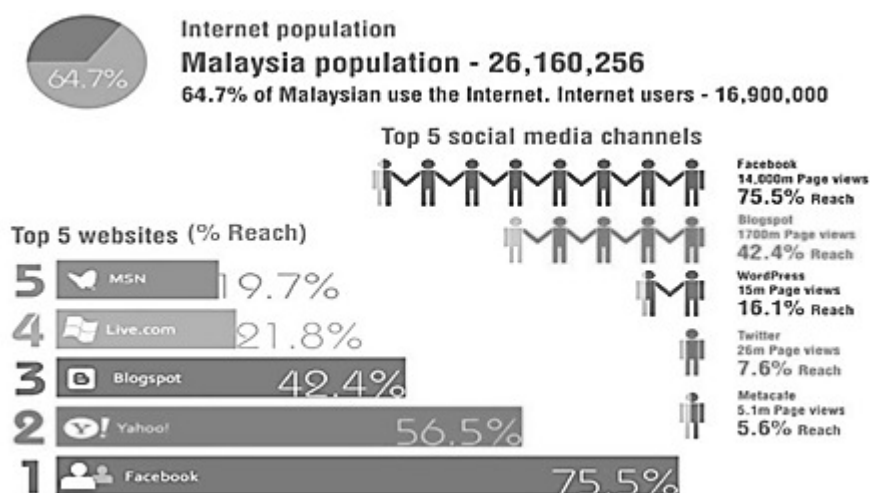 64.7%
Internet population
Malaysia population - 26,160,256
64.7% of Malaysian use the Internet. Internet users - 16,900,000
Top 5 social media channels
Facebook
14,000m Page views
75.5% Reach
Blogspot
1700m Page views
42.4% Reach
WordPress
15m Page views
16.1% Reach
Twitter
26m Page views
7.6% Reach
Metacafe
5.1m Page views
5.6% Reach
Top 5 websites (% Reach)
5 MSN 19.7%
4 Live.com 21.8%
3 Blogspot 42.4%
2 Yahoo! 56.5%
1 Facebook 75.5%